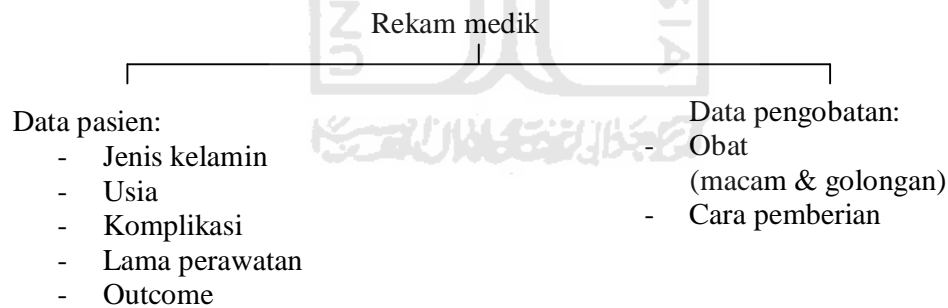 Rekam medik
Data pasien:
- Jenis kelamin
- Usia
- Komplikasi
- Lama perawatan
- Outcome
Data pengobatan:
- Obat
(macam & golongan)
- Cara pemberian